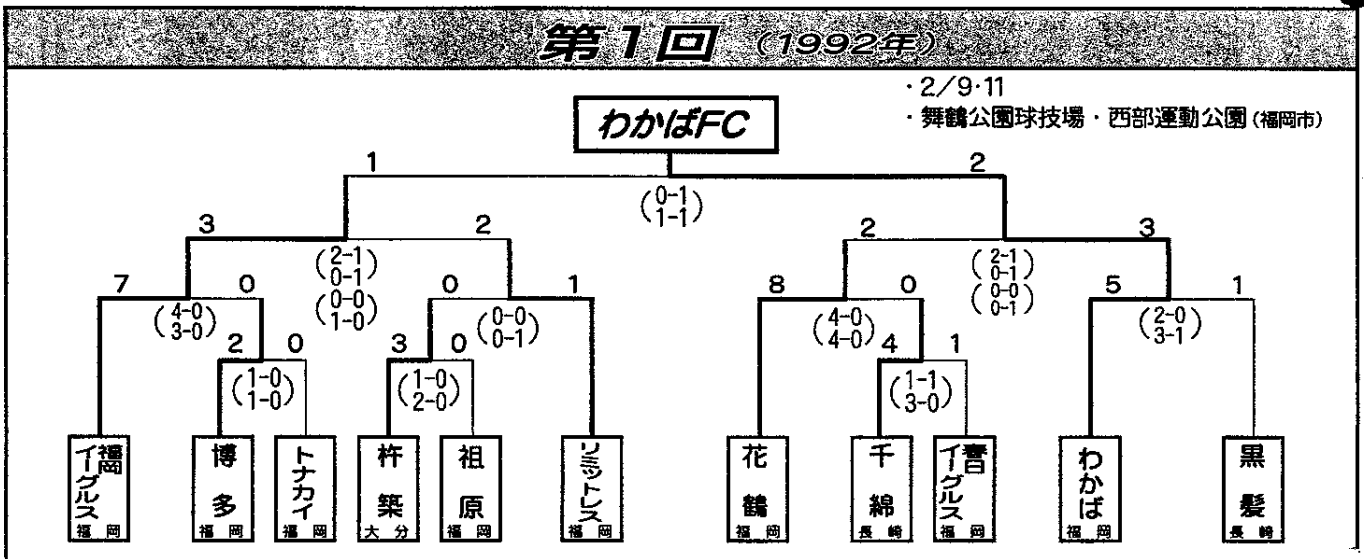 第1回 (1992年)
・2/9・11
・舞鶴公園球技場・西部運動公園(福岡市)
わかばFC
1 2
(0-1
1-1)
3 2 2 3
(2-1
0-1)
(0-0
1-0)
(2-1
0-1)
(0-0
0-1)
7 0 0 1 8 0 5 1
(4-0
3-0)
(0-0
0-1)
(4-0
4-0)
(2-0
3-1)
2 0 3 0 4 1
(1-0
1-0)
(1-0
2-0)
(1-1
3-0)
福岡イーグルス
福岡
博多
福岡
トナカイ
福岡
杵築
大分
祖原
福岡
リミットレス
福岡
花鶴
福岡
千綿
長崎
春日イーグルス
福岡
わかば
福岡
黒髪
長崎